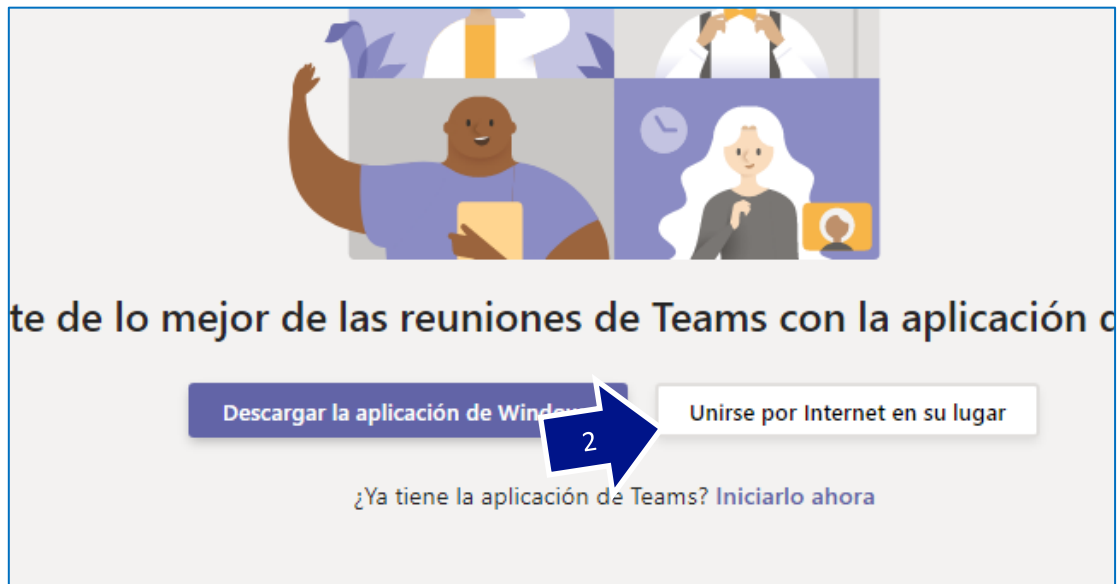 te de lo mejor de las reuniones de Teams con la aplicación
Descargar la aplicación de
Unirse por Internet en su lugar
2
¿Ya tiene la aplicación de Teams? Iniciarlo ahora